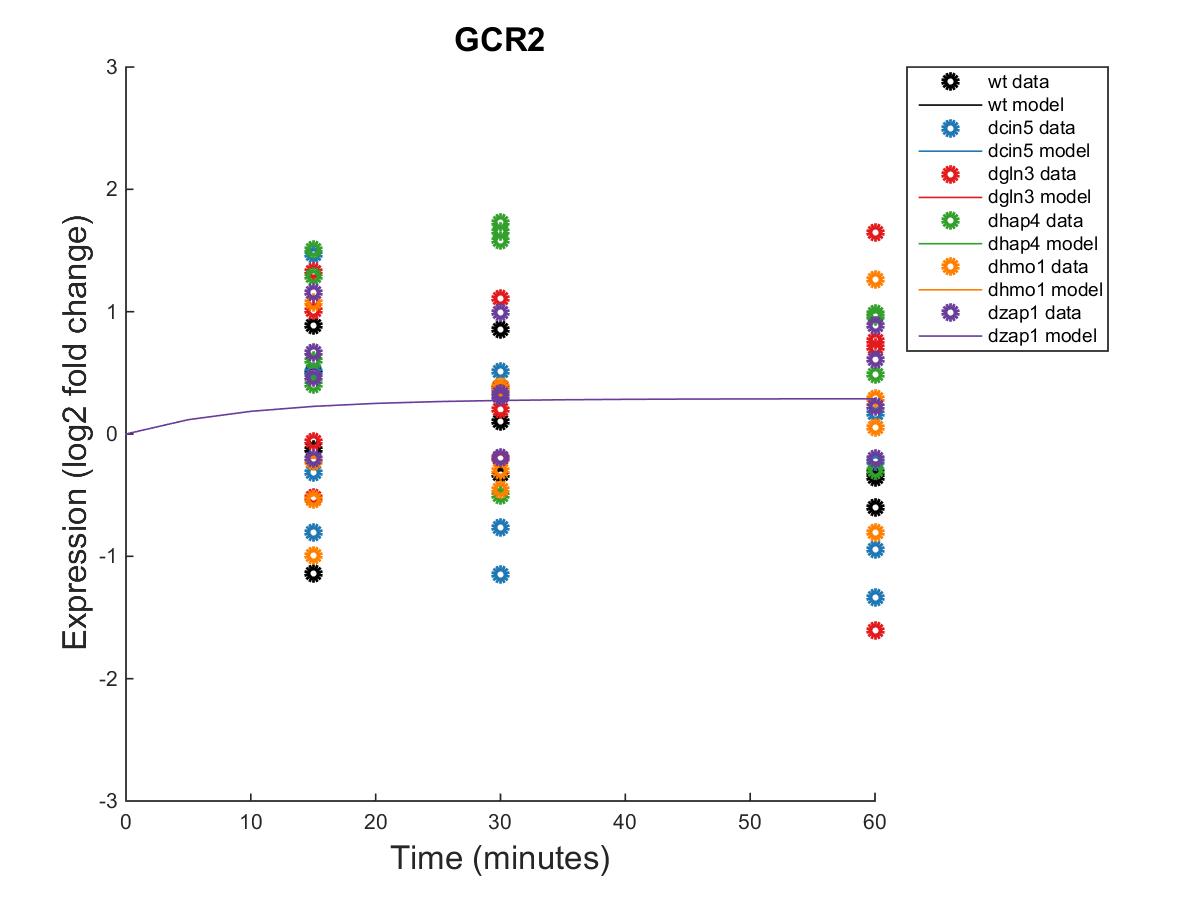 GCR2
3
2
1
0
-1
-2
-3
0 10 20 30 40 50 60
Expression (log2 fold change)
Time (minutes)
wt data
wt model
dcin5 data
dcin5 model
dgln3 data
dgln3 model
dhap4 data
dhap4 model
dhmo1 data
dhmo1 model
dzap1 data
dzap1 model